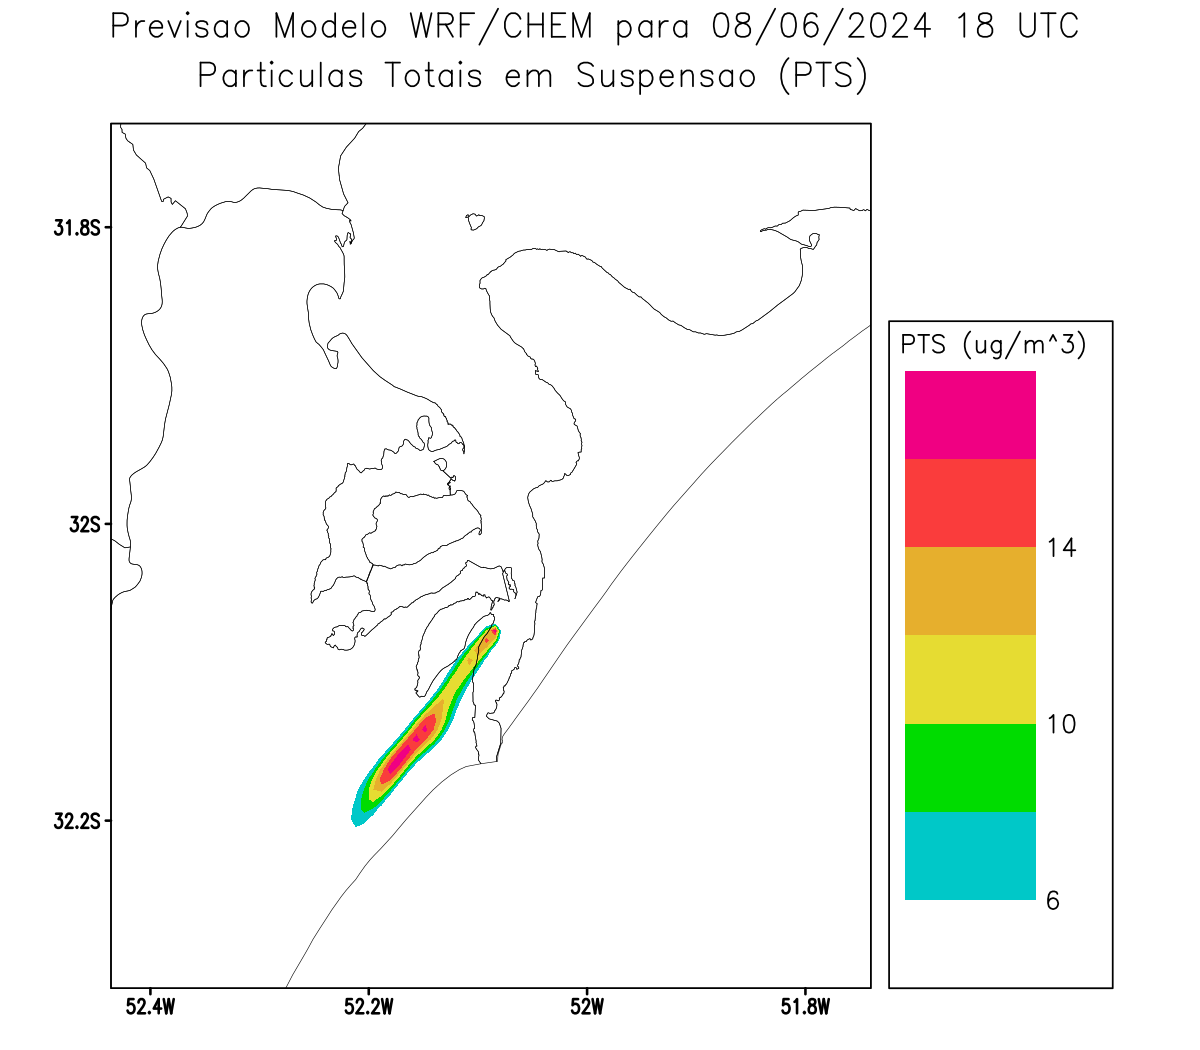 Previsao Modelo WRF/CHEM para 08/06/2024 18 UTC
Particulas Totais em Suspensao (PTS)
31.8S
32S
32.2S
52.4W
52.2W
52W
51.8W
PTS (ug/m^3)
14
10
6